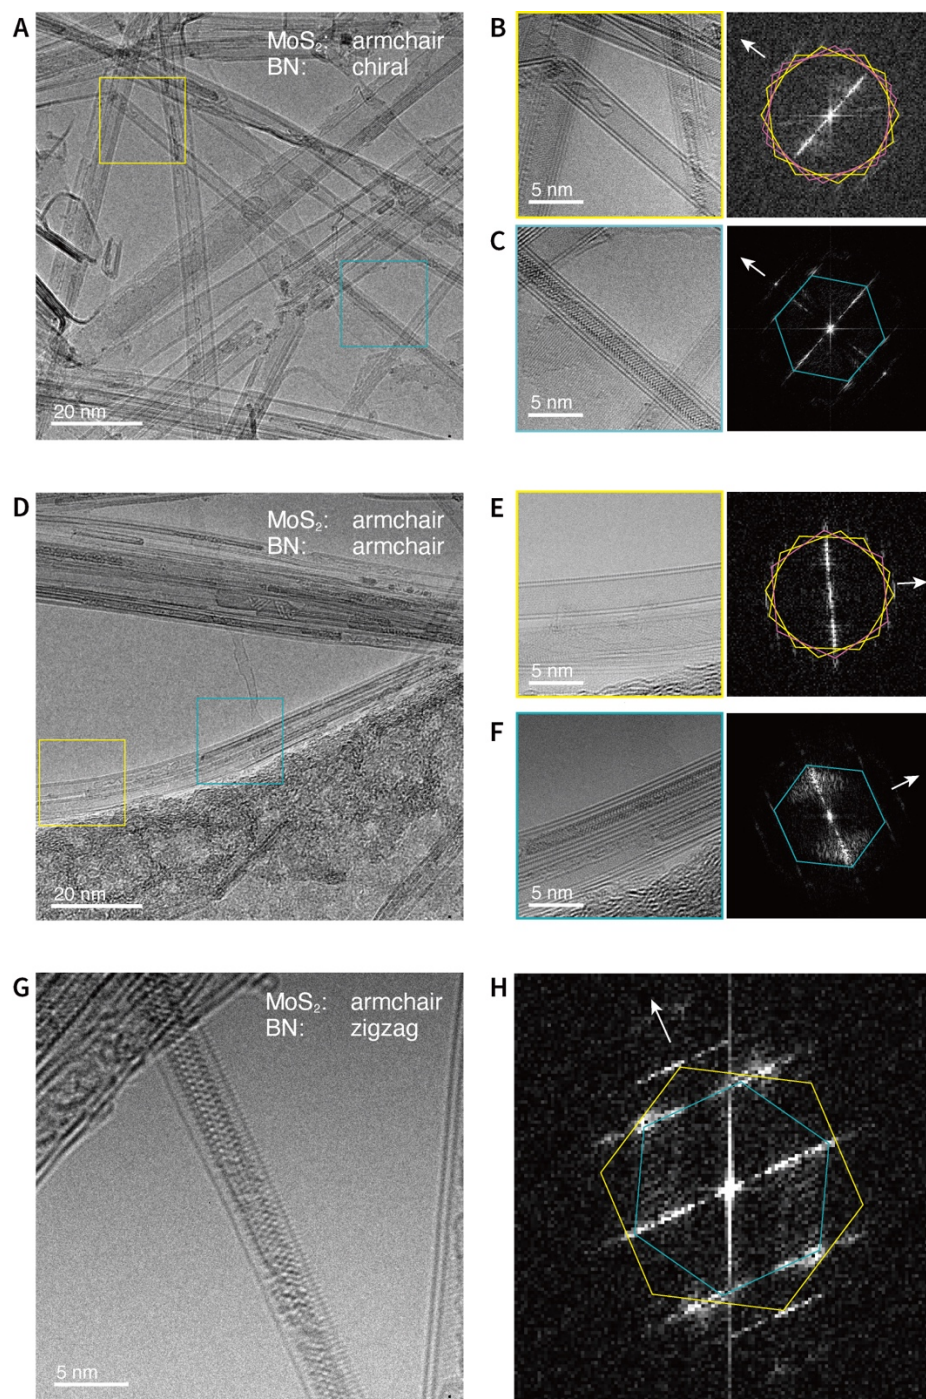 A
MoS₂: armchair
BN: chiral
20 nm
B
5 nm
C
5 nm
D
MoS₂: armchair
BN: armchair
20 nm
E
5 nm
F
5 nm
G
MoS₂: armchair
BN: zigzag
5 nm
H